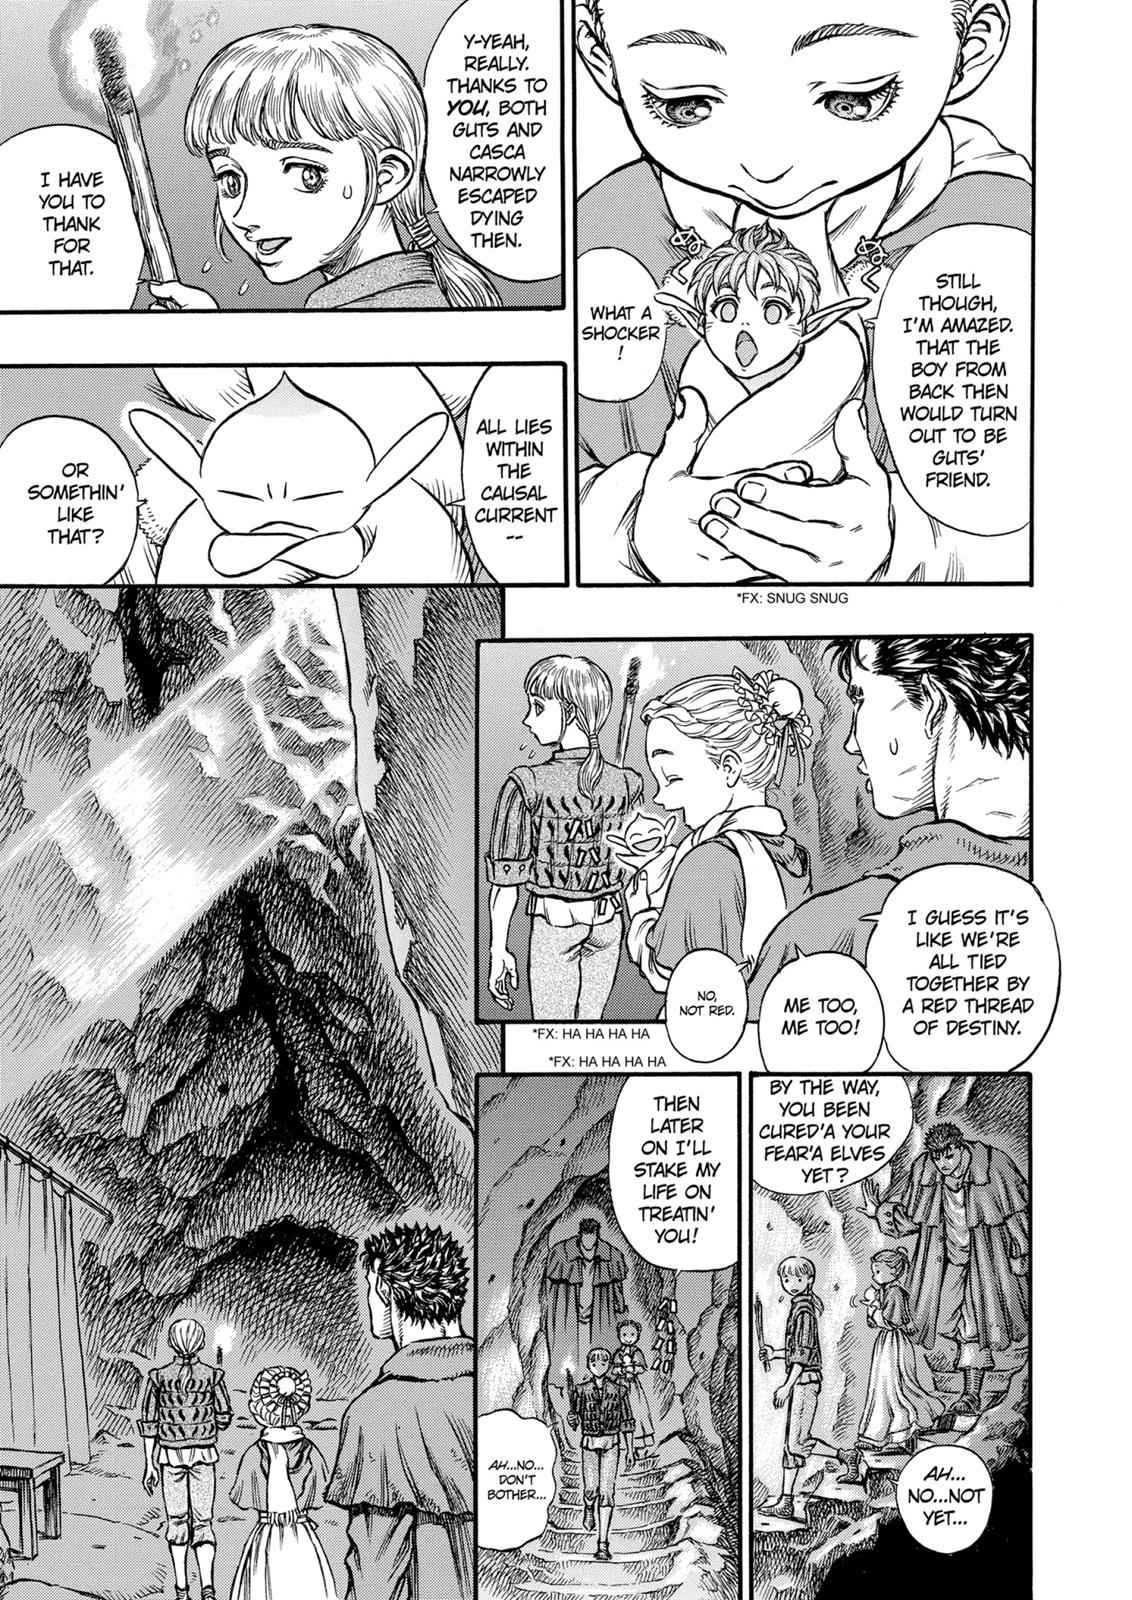 STILL
THOUGH,
I'M AMAZED.
THAT THE
BOY FROM
BACK THEN
WOULD TURN
OUT TO BE
GUTS'
FRIEND.
ぬくぬく
WHAT A
SHOCKER
!
*FX: SNUG SNUG
Y-YEAH,
REALLY.
THANKS TO
YOU, BOTH
GUTS AND
CASCA
NARROWLY
ESCAPED
DYING
THEN.
I HAVE
YOU TO
THANK
FOR
THAT.
ALL LIES
WITHIN
THE
CAUSAL
CURRENT
--
OR
SOMETHIN'
LIKE
THAT?
I GUESS IT'S
LIKE WE'RE
ALL TIED
TOGETHER BY
A RED THREAD
OF DESTINY.
ME TOO,
ME TOO!
NO,
NOT RED.
*FX: HA HA HA HA
*FX: HA HA HA HA
BY THE WAY,
YOU BEEN
CURED'A YOUR
FEAR'A ELVES
YET?
AH...
NO...NOT
YET...
THEN
LATER
ON I'LL
STAKE MY
LIFE ON
TREATIN'
YOU!
AH...NO...
DON'T
BOTHER...